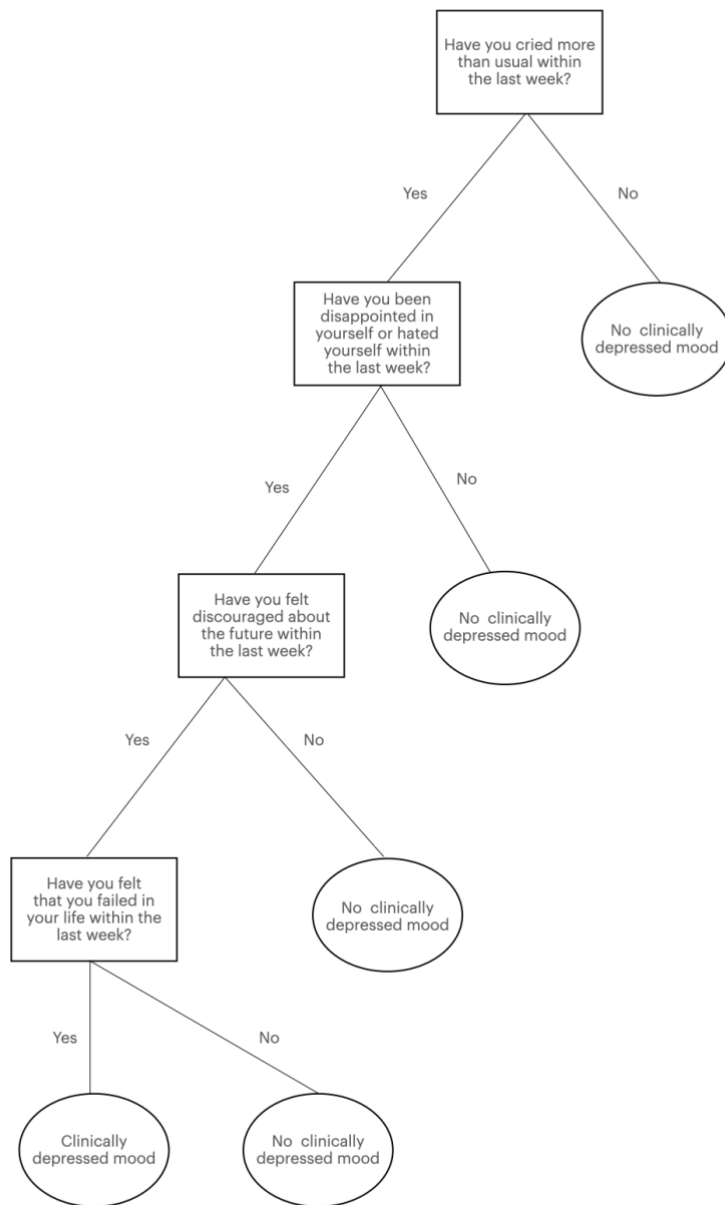 Have you cried more
than usual within
the last week?
Yes
No
Have you been
disappointed in
yourself or hated
yourself within
the last week?
No clinically
depressed mood
Yes
No
Have you felt
discouraged about
the future within
the last week?
No clinically
depressed mood
Yes
No
Have you felt
that you failed in
your life within the
last week?
No clinically
depressed mood
Yes
No
Clinically
depressed mood
No clinically
depressed mood